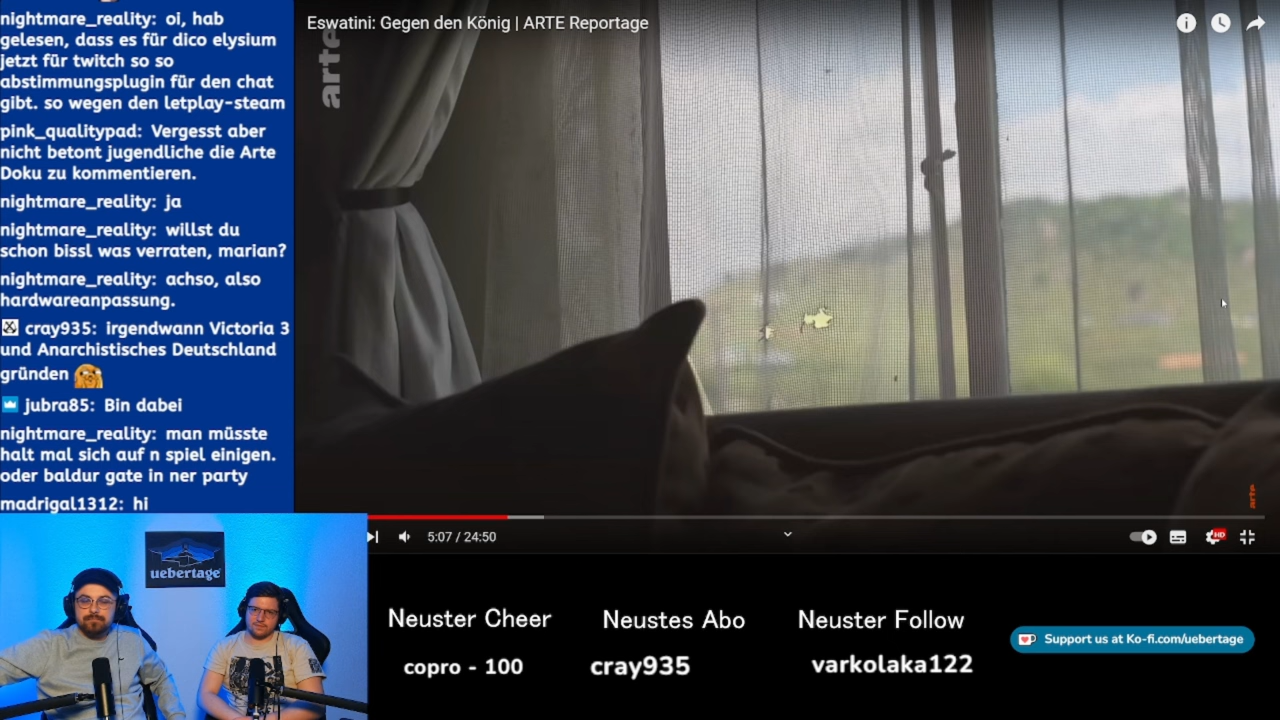 nightmare_reality: oi, hab
gelesen, dass es für dico elysium
jetzt für twitch so so
abstimmungsplugin für den chat
gibt. so wegen den letplay-steam
pink_qualitypad: Vergesst aber
nicht betont jugendliche die Arte
Doku zu kommentieren.
nightmare_reality: ja
nightmare_reality: willst du
schon bissl was verraten, marian?
nightmare_reality: achso, also
hardwareanpassung.
cray935: irgendwann Victoria 3
und Anarchistisches Deutschland
gründen
jubra85: Bin dabei
nightmare_reality: man müsste
halt mal sich auf n spiel einigen.
oder baldur gate in ner party
madrigal1312: hi
Eswatini: Gegen den König | ARTE Reportage
arte
arte
5:07 / 24:50
HD
uebertage
Neuster Cheer
copro - 100
Neustes Abo
cray935
Neuster Follow
varkolaka122
Support us at Ko-fi.com/uebertage